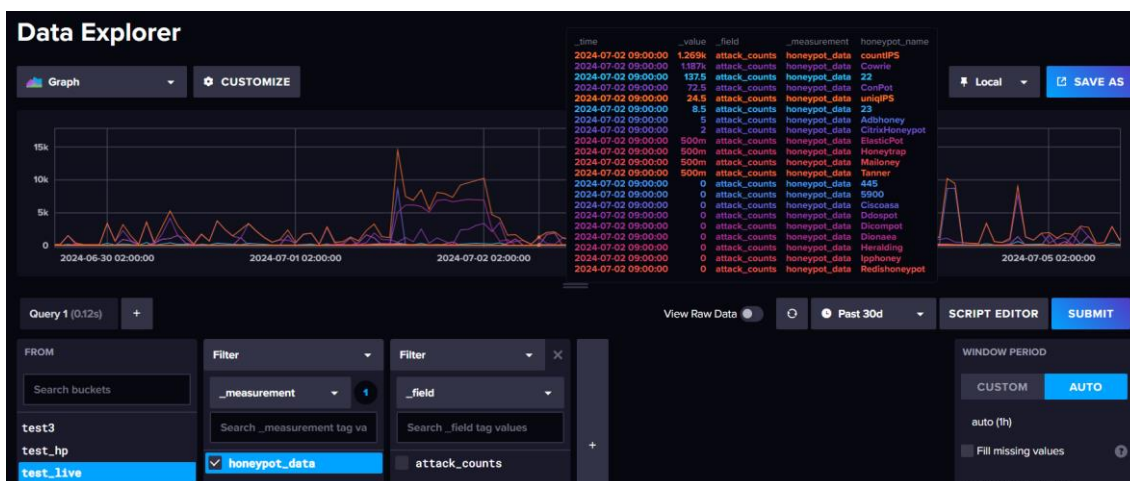 Data Explorer
Graph
CUSTOMIZE
Local
SAVE AS
_time _value _field _measurement honeypot_name
2024-07-02 09:00:00 1.269k attack_counts honeypot_data countIPS
2024-07-02 09:00:00 1.187k attack_counts honeypot_data Cowrie
2024-07-02 09:00:00 137.5 attack_counts honeypot_data 22
2024-07-02 09:00:00 72.5 attack_counts honeypot_data ConPot
2024-07-02 09:00:00 24.5 attack_counts honeypot_data uniqIPS
2024-07-02 09:00:00 8.5 attack_counts honeypot_data 23
2024-07-02 09:00:00 5 attack_counts honeypot_data Adbhoney
2024-07-02 09:00:00 2 attack_counts honeypot_data CitrixHoneypot
2024-07-02 09:00:00 500m attack_counts honeypot_data ElasticPot
2024-07-02 09:00:00 500m attack_counts honeypot_data Honeytrap
2024-07-02 09:00:00 500m attack_counts honeypot_data Mailoney
2024-07-02 09:00:00 500m attack_counts honeypot_data Tanner
2024-07-02 09:00:00 0 attack_counts honeypot_data 445
2024-07-02 09:00:00 0 attack_counts honeypot_data 5900
2024-07-02 09:00:00 0 attack_counts honeypot_data Ciscoasa
2024-07-02 09:00:00 0 attack_counts honeypot_data Ddospot
2024-07-02 09:00:00 0 attack_counts honeypot_data Dicompot
2024-07-02 09:00:00 0 attack_counts honeypot_data Dionaea
2024-07-02 09:00:00 0 attack_counts honeypot_data Heralding
2024-07-02 09:00:00 0 attack_counts honeypot_data Ipphoney
2024-07-02 09:00:00 0 attack_counts honeypot_data Redishoneypot
15k
10k
5k
0
2024-06-30 02:00:00 2024-07-01 02:00:00 2024-07-02 02:00:00 2024-07-05 02:00:00
Query 1 (0.12s) +
View Raw Data
Past 30d
SCRIPT EDITOR
SUBMIT
FROM
Search buckets
test3
test_hp
test_live
Filter
_measurement 1
Search _measurement tag va
honeypot_data
Filter
_field
Search _field tag values
attack_counts
+
WINDOW PERIOD
CUSTOM AUTO
auto (1h)
Fill missing values ?